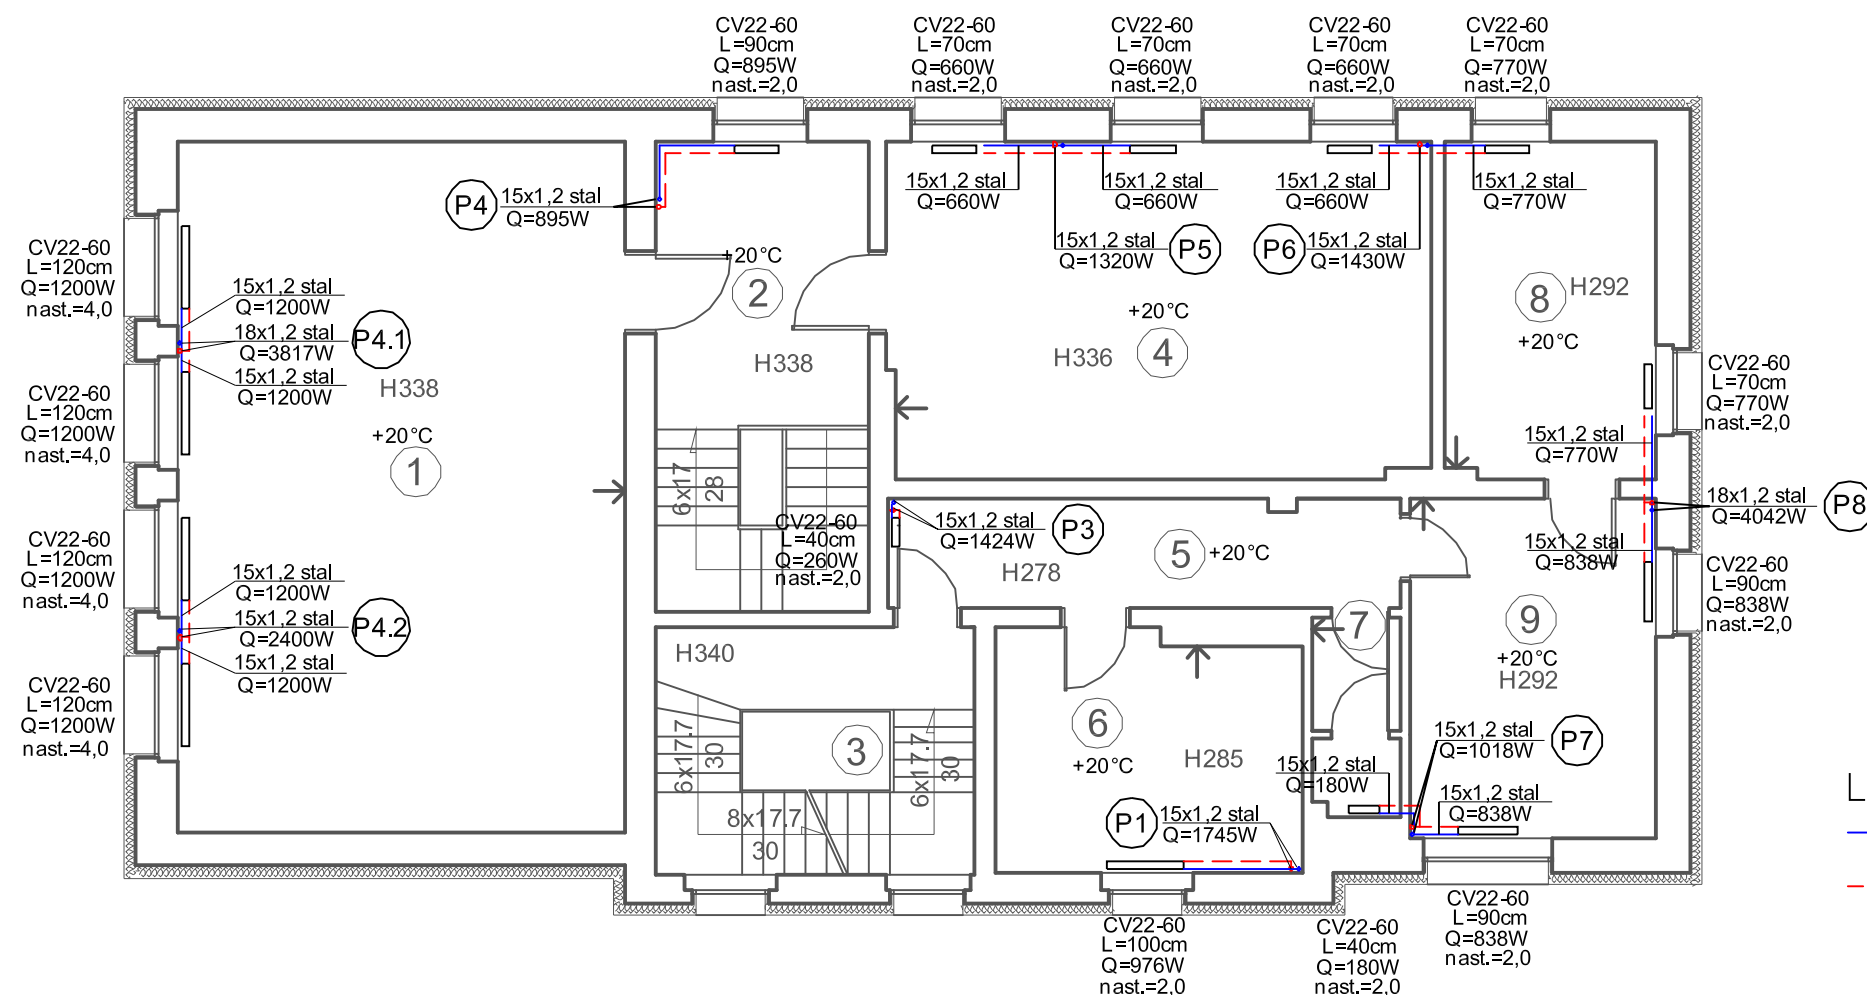 CV22-60
L=90cm
Q=895W
nast.=2,0
CV22-60
L=70cm
Q=660W
nast.=2,0
CV22-60
L=70cm
Q=660W
nast.=2,0
CV22-60
L=70cm
Q=660W
nast.=2,0
CV22-60
L=70cm
Q=770W
nast.=2,0
P4
15x1,2 stal
Q=895W
15x1,2 stal
Q=660W
15x1,2 stal
Q=660W
15x1,2 stal
Q=660W
15x1,2 stal
Q=770W
15x1,2 stal
Q=1320W
P5
P6
15x1,2 stal
Q=1430W
CV22-60
L=120cm
Q=1200W
nast.=4,0
15x1,2 stal
Q=1200W
18x1,2 stal
Q=3817W
P4.1
15x1,2 stal
Q=1200W
H338
+20°C
1
CV22-60
L=120cm
Q=1200W
nast.=4,0
+20°C
2
H338
+20°C
4
H336
8
H292
+20°C
CV22-60
L=70cm
Q=770W
nast.=2,0
15x1,2 stal
Q=770W
18x1,2 stal
Q=4042W
P8
15x1,2 stal
Q=838W
6x17
28
CV22-60
L=40cm
Q=260W
nast.=2,0
15x1,2 stal
Q=1424W
P3
5
+20°C
H278
CV22-60
L=120cm
Q=1200W
nast.=4,0
15x1,2 stal
Q=1200W
15x1,2 stal
Q=2400W
P4.2
15x1,2 stal
Q=1200W
CV22-60
L=120cm
Q=1200W
nast.=4,0
CV22-60
L=90cm
Q=838W
nast.=2,0
7
9
+20°C
H292
H340
6x17.7
30
3
6x17.7
30
8x17.7
30
6
+20°C
H285
15x1,2 stal
Q=180W
15x1,2 stal
Q=1018W
P7
15x1,2 stal
Q=838W
P1
15x1,2 stal
Q=1745W
L
CV22-60
L=100cm
Q=976W
nast.=2,0
CV22-60
L=40cm
Q=180W
nast.=2,0
CV22-60
L=90cm
Q=838W
nast.=2,0